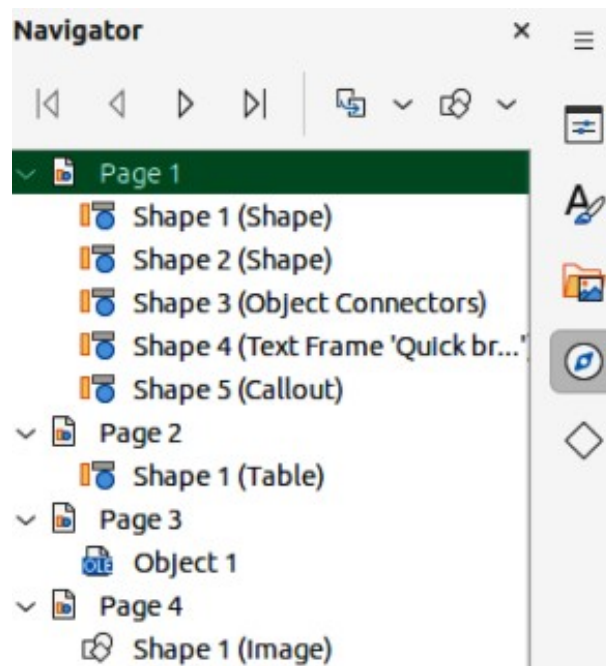 Navigator
Page 1
Shape 1 (Shape)
Shape 2 (Shape)
Shape 3 (Object Connectors)
Shape 4 (Text Frame 'Quick br...'
Shape 5 (Callout)
Page 2
Shape 1 (Table)
Page 3
OLE Object 1
Page 4
Shape 1 (Image)